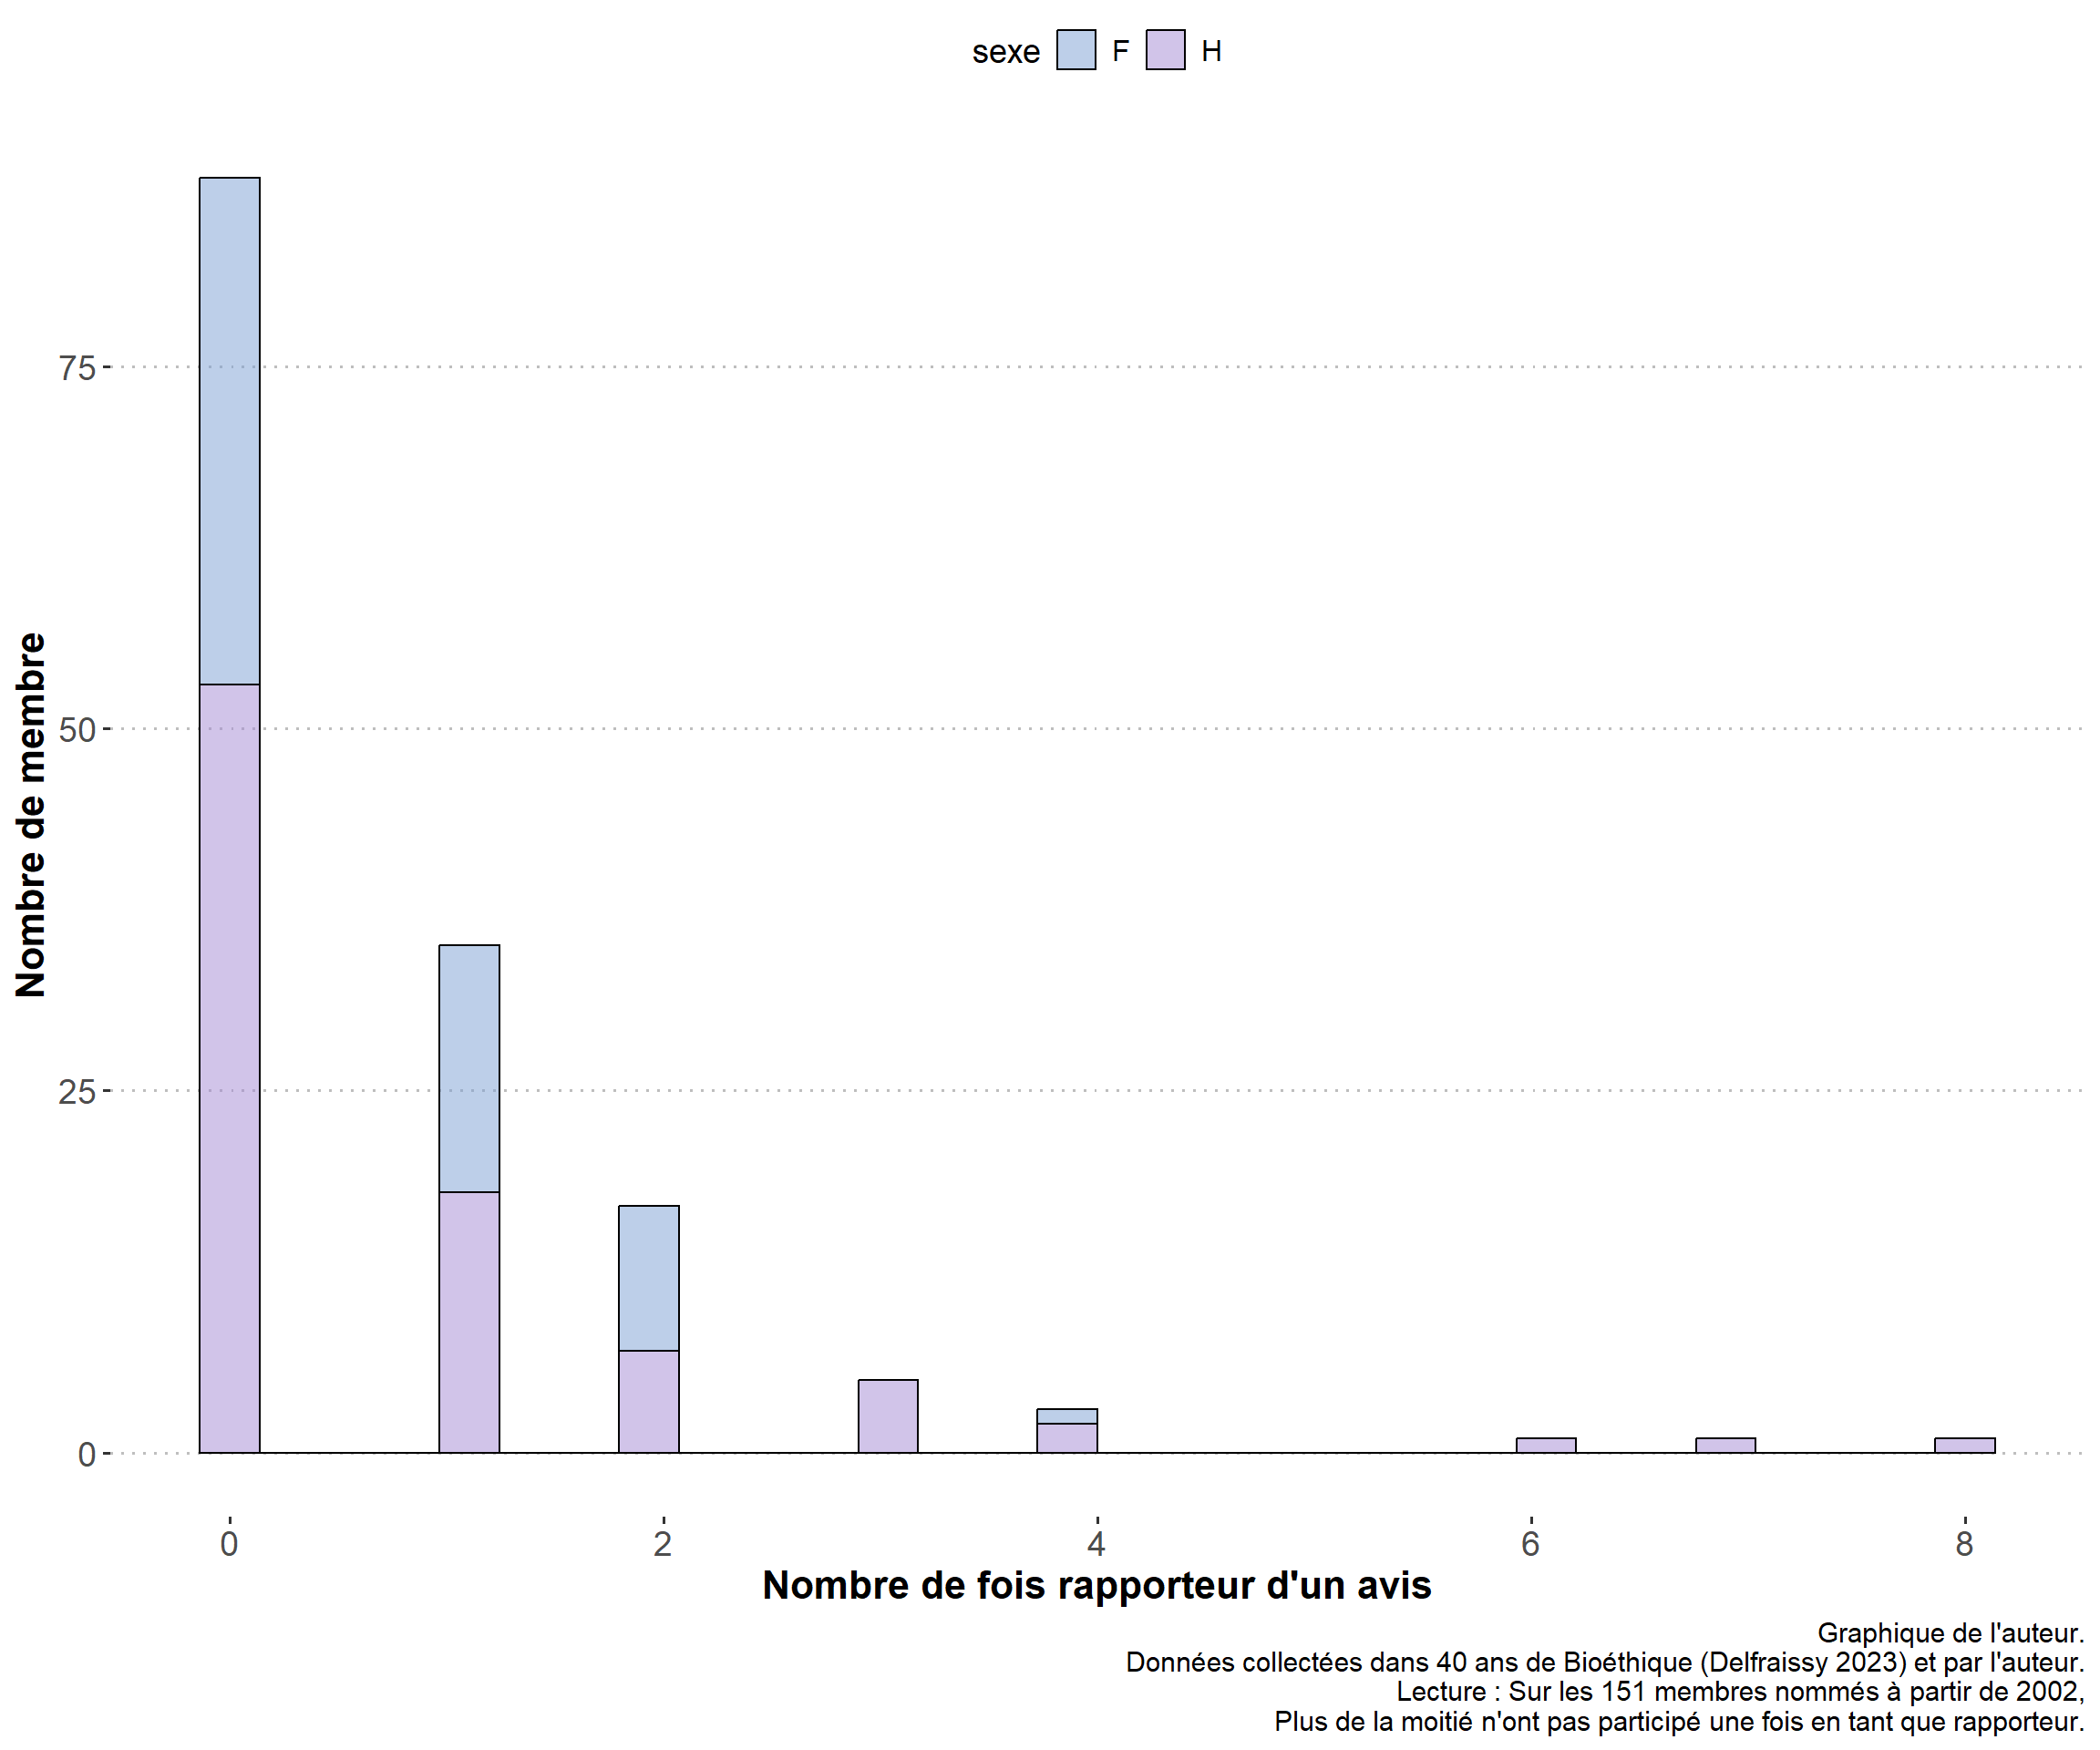 sexe F H
Nombre de membre
75
50
25
0
0 2 4 6 8
Nombre de fois rapporteur d'un avis
Graphique de l'auteur.
Données collectées dans 40 ans de Bioéthique (Delfraissy 2023) et par l'auteur.
Lecture : Sur les 151 membres nommés à partir de 2002,
Plus de la moitié n'ont pas participé une fois en tant que rapporteur.